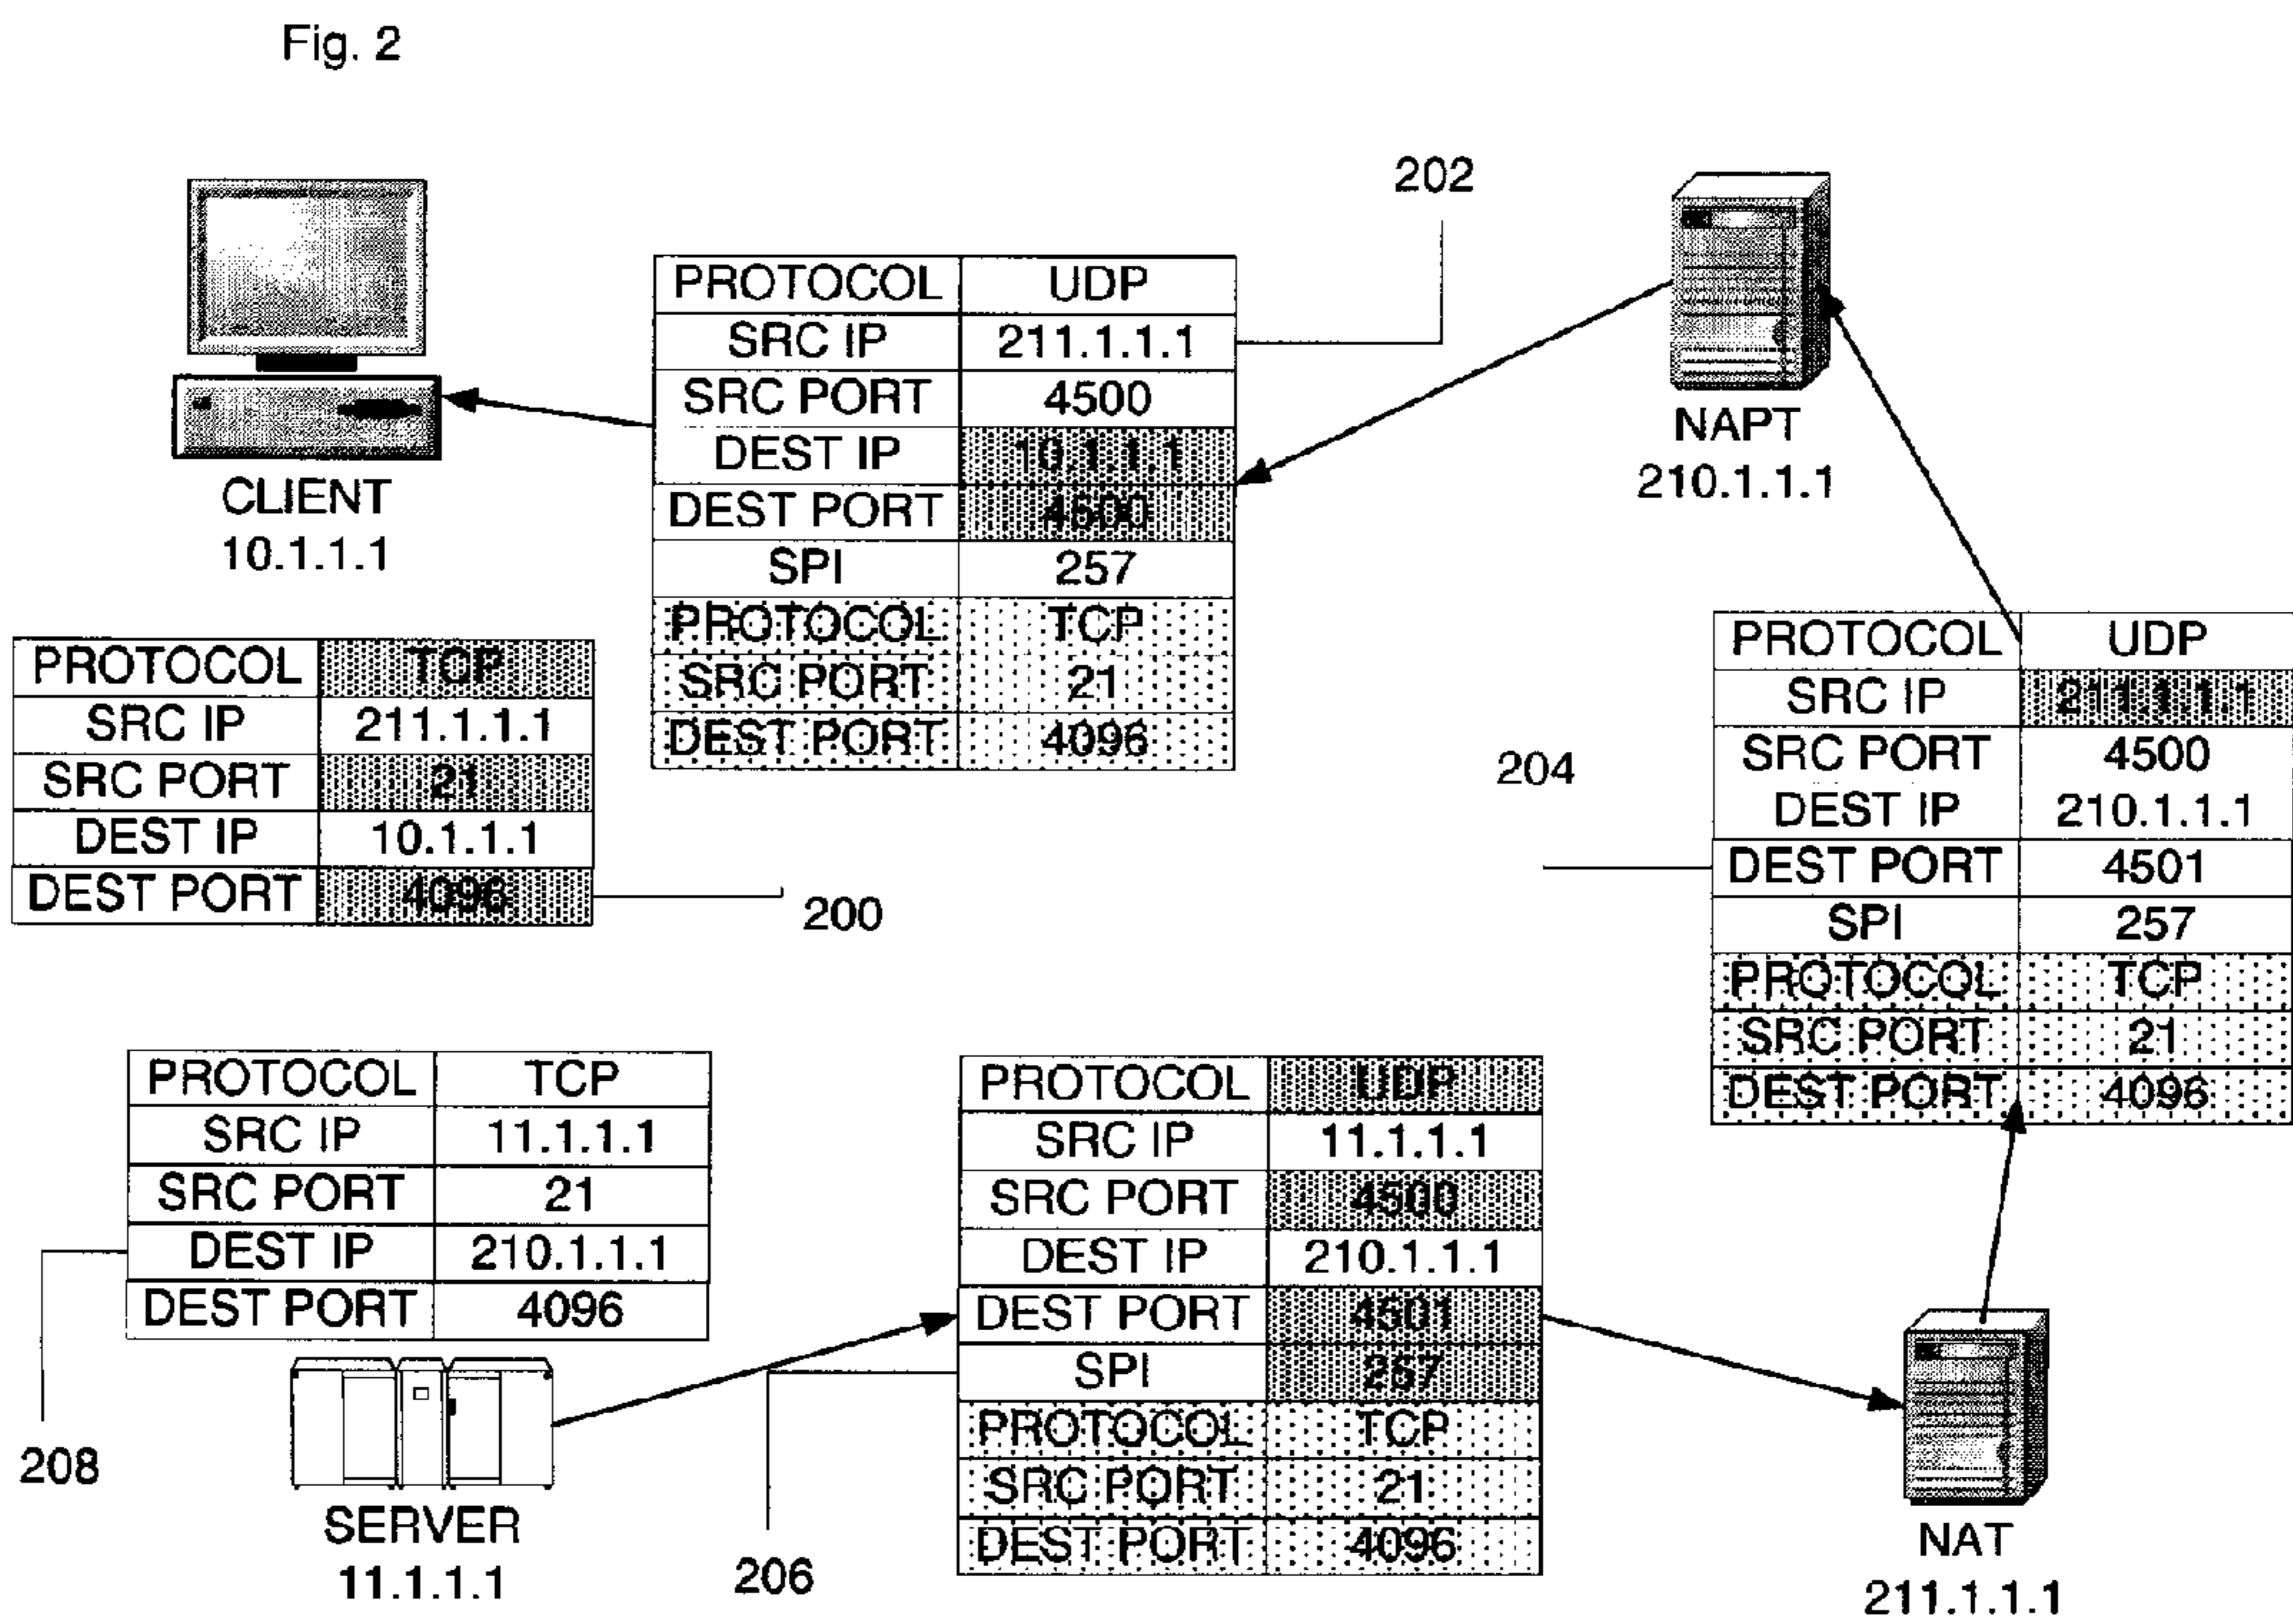 Fig. 2
202
PROTOCOL UDP
SRC IP 211.1.1.1
SRC PORT 4500
DEST IP 10.1.1.1
DEST PORT 4500
SPI 257
PROTOCOL TCP
SRC PORT 21
DEST PORT 4096
NAPT
210.1.1.1
CLIENT
10.1.1.1
PROTOCOL TCP
SRC IP 211.1.1.1
SRC PORT 21
DEST IP 10.1.1.1
DEST PORT 4096
200
204
PROTOCOL UDP
SRC IP 211.1.1.1
SRC PORT 4500
DEST IP 210.1.1.1
DEST PORT 4501
SPI 257
PROTOCOL TCP
SRC PORT 21
DEST PORT 4096
PROTOCOL TCP
SRC IP 11.1.1.1
SRC PORT 21
DEST IP 210.1.1.1
DEST PORT 4096
208
SERVER
11.1.1.1
PROTOCOL UDP
SRC IP 11.1.1.1
SRC PORT 4500
DEST IP 210.1.1.1
DEST PORT 4501
SPI 257
PROTOCOL TCP
SRC PORT 21
DEST PORT 4096
206
NAT
211.1.1.1